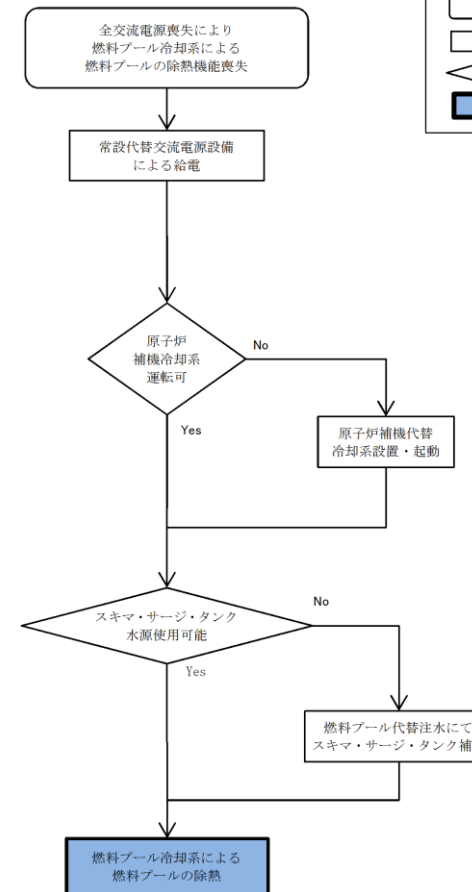 全交流電源喪失により
燃料プール冷却系による
燃料プールの除熱機能喪失
常設代替交流電源設備
による給電
原子炉
補機冷却系
運転可
No
Yes
原子炉補機代替
冷却系設置・起動
スキマ・サージ・タンク
水源使用可能
No
Yes
燃料プール代替注水にて
スキマ・サージ・タンク補
燃料プール冷却系による
燃料プールの除熱